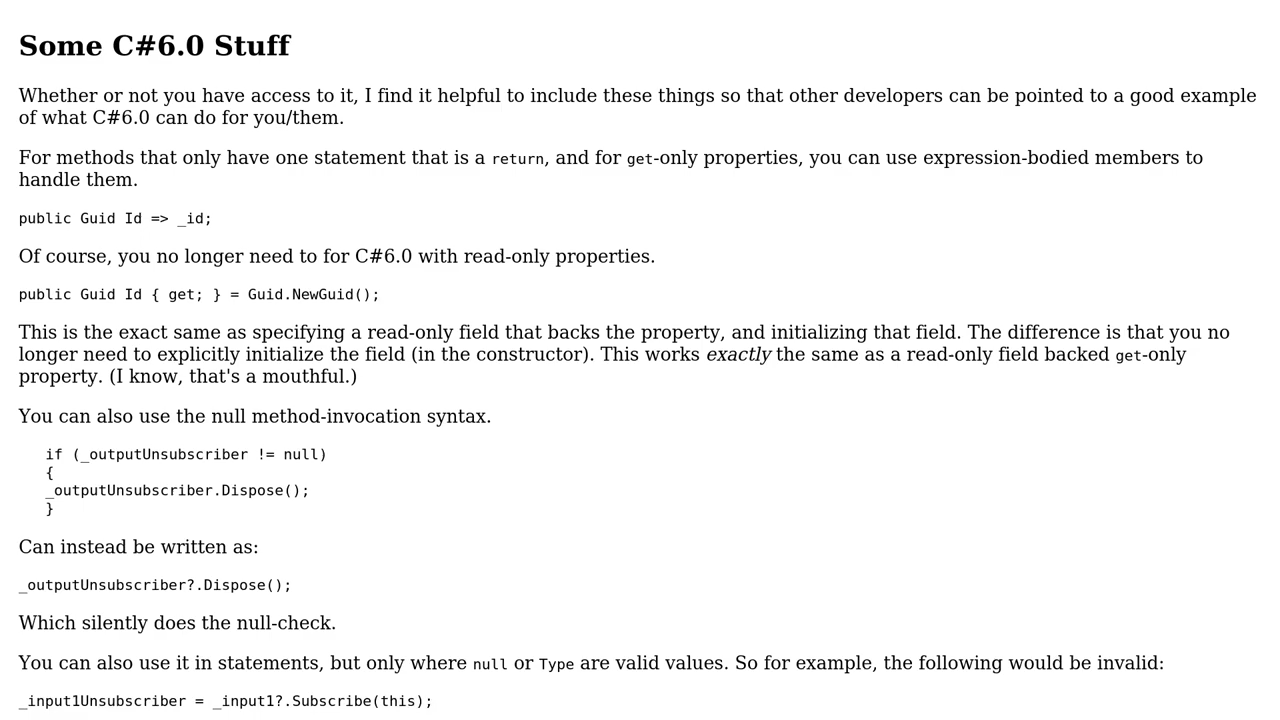 Some C#6.0 Stuff
Whether or not you have access to it, I find it helpful to include these things so that other developers can be pointed to a good example
of what C#6.0 can do for you/them.
For methods that only have one statement that is a return, and for get-only properties, you can use expression-bodied members to
handle them.
public Guid Id => _id;
Of course, you no longer need to for C#6.0 with read-only properties.
public Guid Id { get; } = Guid.NewGuid();
This is the exact same as specifying a read-only field that backs the property, and initializing that field. The difference is that you no
longer need to explicitly initialize the field (in the constructor). This works exactly the same as a read-only field backed get-only
property. (I know, that's a mouthful.)
You can also use the null method-invocation syntax.
if (_outputUnsubscriber != null)
{
_outputUnsubscriber.Dispose();
}
Can instead be written as:
_outputUnsubscriber?.Dispose();
Which silently does the null-check.
You can also use it in statements, but only where null or Type are valid values. So for example, the following would be invalid:
_input1Unsubscriber = _input1?.Subscribe(this);